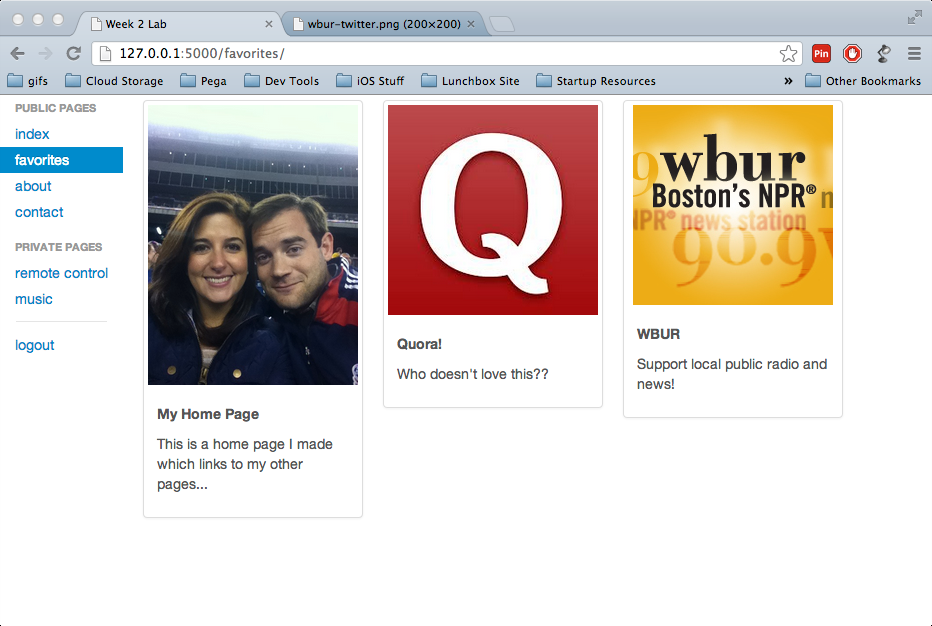 Week 2 Lab
wbur-twitter.png (200×200)
127.0.0.1:5000/favorites/
Pin
gifs
Cloud Storage
Pega
Dev Tools
iOS Stuff
Lunchbox Site
Startup Resources
»
Other Bookmarks
PUBLIC PAGES
index
favorites
about
contact
PRIVATE PAGES
remote control
music
logout
My Home Page
This is a home page I made
which links to my other
pages...
Q
Quora!
Who doesn't love this??
wbur
Boston's NPR®
NPR® news station
90.9
WBUR
Support local public radio and
news!